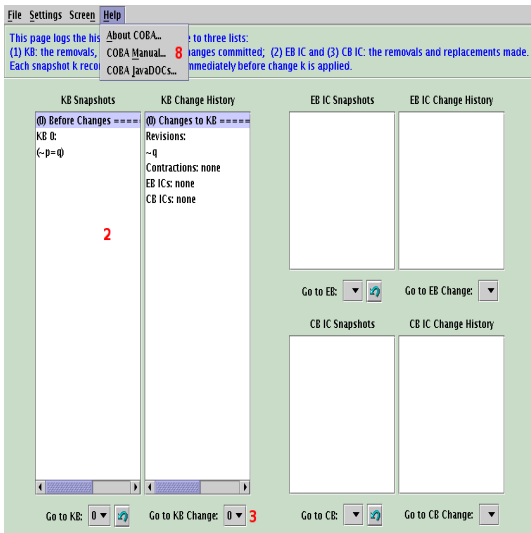 File Settings Screen Help
This page logs the his e to three lists:
(1) KB: the removals, anges committed; (2) EB IC and (3) CB IC: the removals and replacements made.
Each snapshot k reco mmediately before change k is applied.
About COBA...
COBA Manual... 8
COBA JavaDOCs...
KB Snapshots KB Change History EB IC Snapshots EB IC Change History
(0) Before Changes ==== (0) Changes to KB =====
KB 0: Revisions:
(~p=q) ~q
Contractions: none
EB ICs: none
CB ICs: none
2
Go to EB: Go to EB Change:
CB IC Snapshots CB IC Change History
Go to KB: 0 Go to KB Change: 0 3 Go to CB: Go to CB Change: